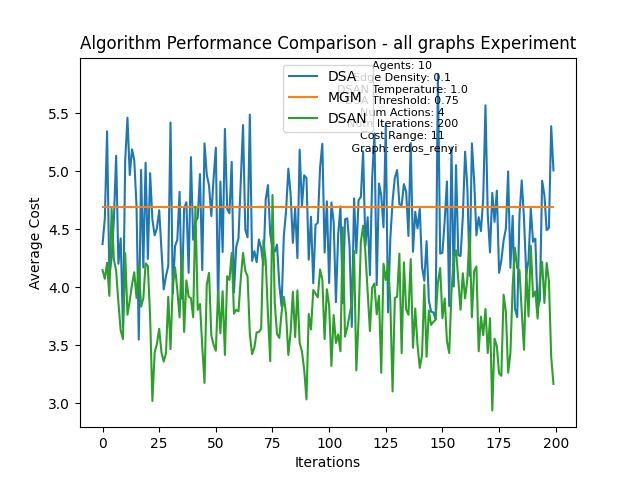 Algorithm Performance Comparison - all graphs Experiment
Agents: 10
Edge Density: 0.1
DSAN Temperature: 1.0
Threshold: 0.75
Num Actions: 4
Num Iterations: 200
Cost Range: 11
Graph: erdos_renyi
DSA
MGM
DSAN
Average Cost
5.5
5.0
4.5
4.0
3.5
3.0
0 25 50 75 100 125 150 175 200
Iterations